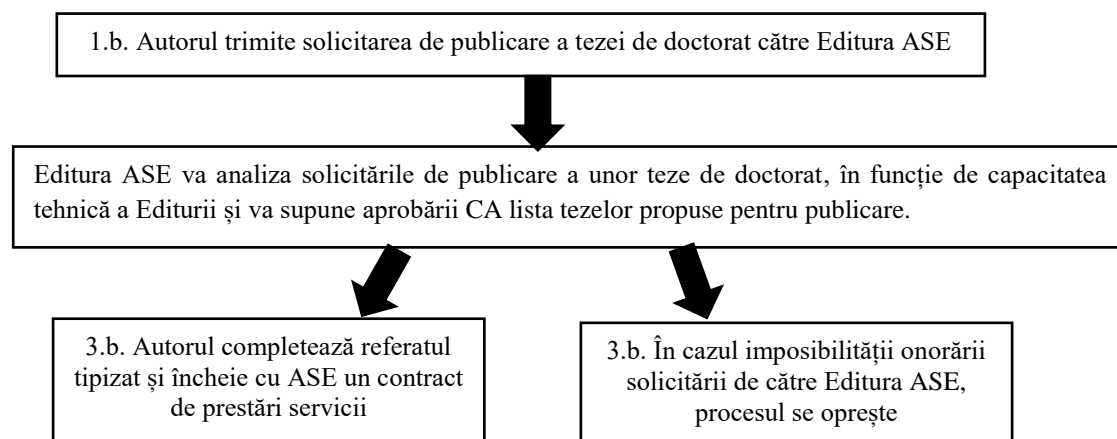 1.b. Autorul trimite solicitarea de publicare a tezei de doctorat către Editura ASE
Editura ASE va analiza solicitările de publicare a unor teze de doctorat, în funcție de capacitatea
tehnică a Editurii și va supune aprobării CA lista tezelor propuse pentru publicare.
3.b. Autorul completează referatul
tipizat și încheie cu ASE un contract
de prestări servicii
3.b. În cazul imposibilității onorării
solicitării de către Editura ASE,
procesul se oprește